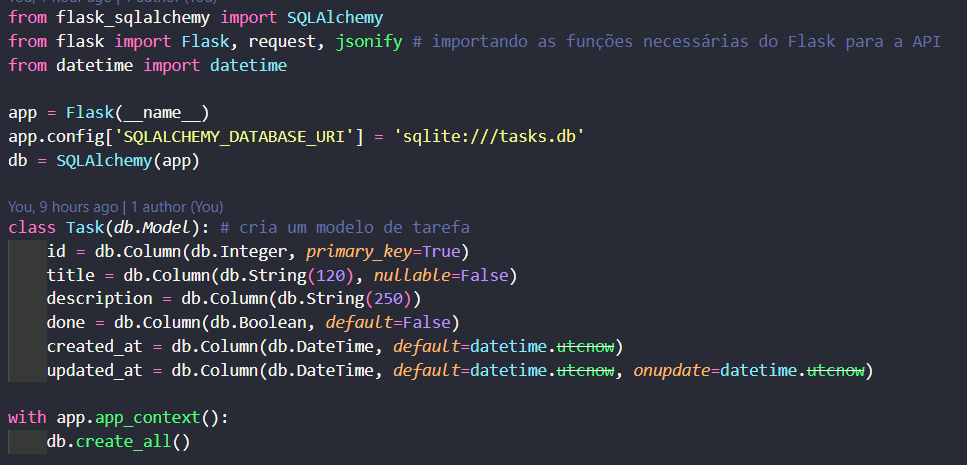 You, 7 hours ago | 1 author (You)
from flask_sqlalchemy import SQLAlchemy
from flask import Flask, request, jsonify # importando as funções necessárias do Flask para a API
from datetime import datetime
app = Flask(__name__)
app.config['SQLALCHEMY_DATABASE_URI'] = 'sqlite:///tasks.db'
db = SQLAlchemy(app)
You, 9 hours ago | 1 author (You)
class Task(db.Model): # cria um modelo de tarefa
    id = db.Column(db.Integer, primary_key=True)
    title = db.Column(db.String(120), nullable=False)
    description = db.Column(db.String(250))
    done = db.Column(db.Boolean, default=False)
    created_at = db.Column(db.DateTime, default=datetime.utcnow)
    updated_at = db.Column(db.DateTime, default=datetime.utcnow, onupdate=datetime.utcnow)
with app.app_context():
    db.create_all()